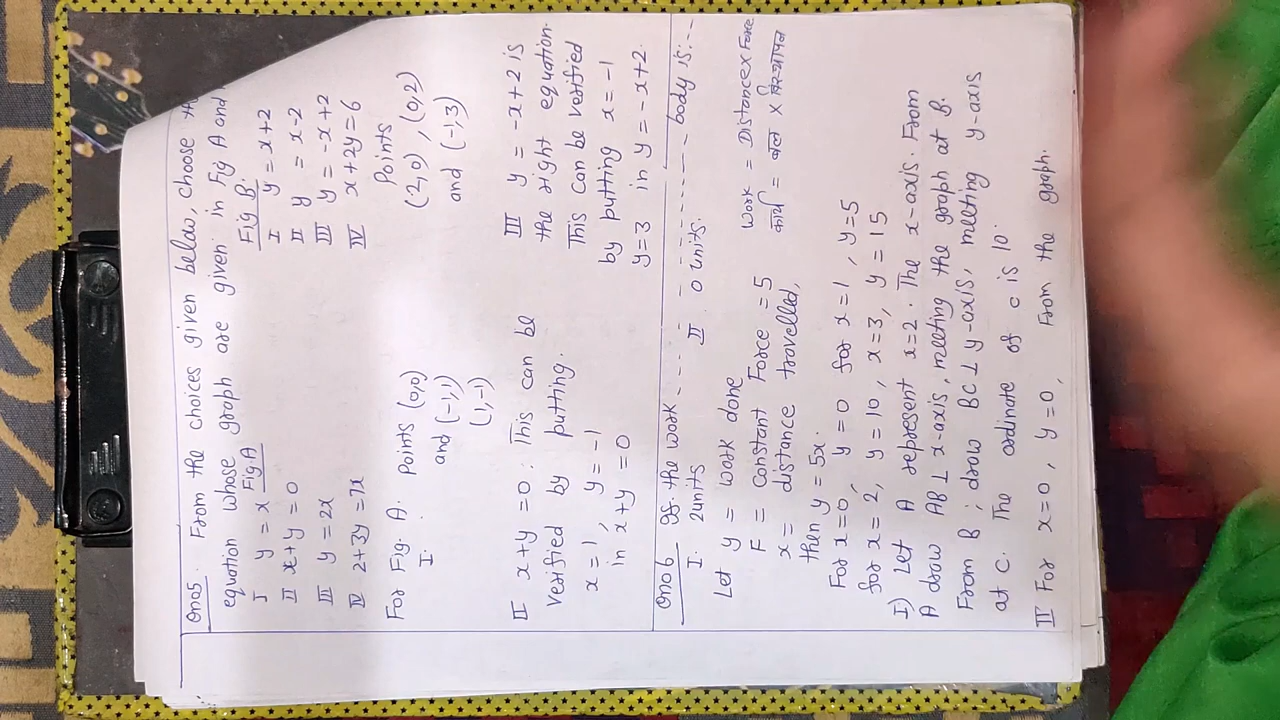 Qno5. From the choices given below, choose the
equation whose graph are given in Fig A and
Fig A
I y = x
II x+y = 0
III y = 2x
IV 2+3y = 7x
Fig B.
I y = x+2
II y = x-2
III y = -x+2
IV x+2y = 6
For Fig. A. Points (0,0)
I. and (-1,1)
(1,-1)
Points
(2,0), (0,2)
and (-1,3)
II x+y = 0. This can be
verified by putting.
x = 1, y = -1
in x+y = 0
III y = -x+2 is
the right equation.
This can be verified
by putting x = -1
y=3 in y = -x+2.
Qno6 If the work ---- body is:-
I. 2units II. 0 units.
Let y = work done
F = constant Force = 5
x = distance travelled,
then y = 5x.
Work = Distance x Force
कार्य = बल x विस्थापन
For x=0, y = 0 for x=1, y=5
for x = 2, y = 10, x = 3, y = 15
I) Let A represent x=2. The x-axis. From
A draw AB ⊥ x-axis, meeting the graph at B.
From B, draw BC ⊥ y-axis, meeting y-axis
at C. The ordinate of C is 10.
II For x=0, y=0, From the graph.